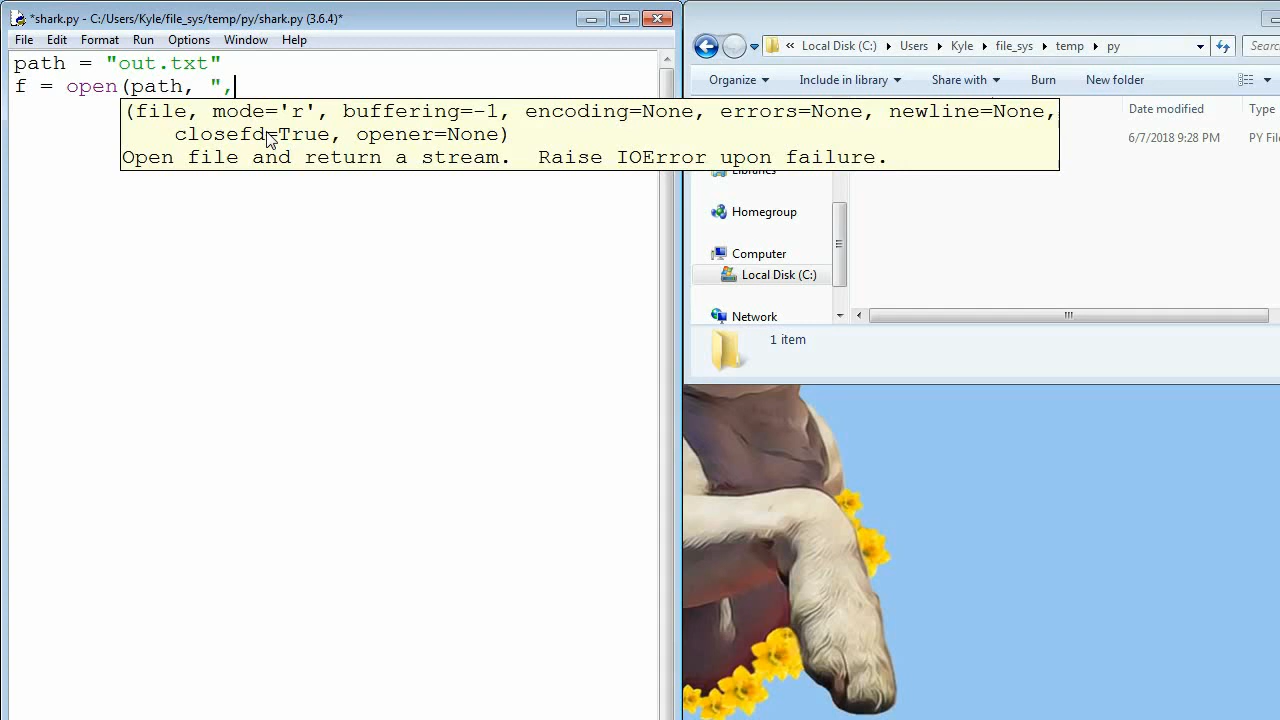 *shark.py - C:/Users/Kyle/file_sys/temp/py/shark.py (3.6.4)*
File Edit Format Run Options Window Help
path = "out.txt"
f = open(path, ",
(file, mode='r', buffering=-1, encoding=None, errors=None, newline=None,
closefd=True, opener=None)
Open file and return a stream. Raise IOError upon failure.
« Local Disk (C:) Users Kyle file_sys temp py
Organize Include in library Share with Burn New folder
Date modified
6/7/2018 9:28 PM PY
Libraries
Homegroup
Computer
Local Disk (C:)
Network
1 item